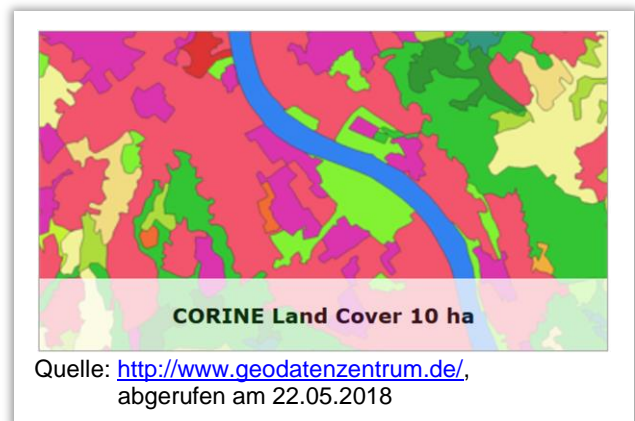 CORINE Land Cover 10 ha
Quelle: http://www.geodatenzentrum.de/,
abgerufen am 22.05.2018